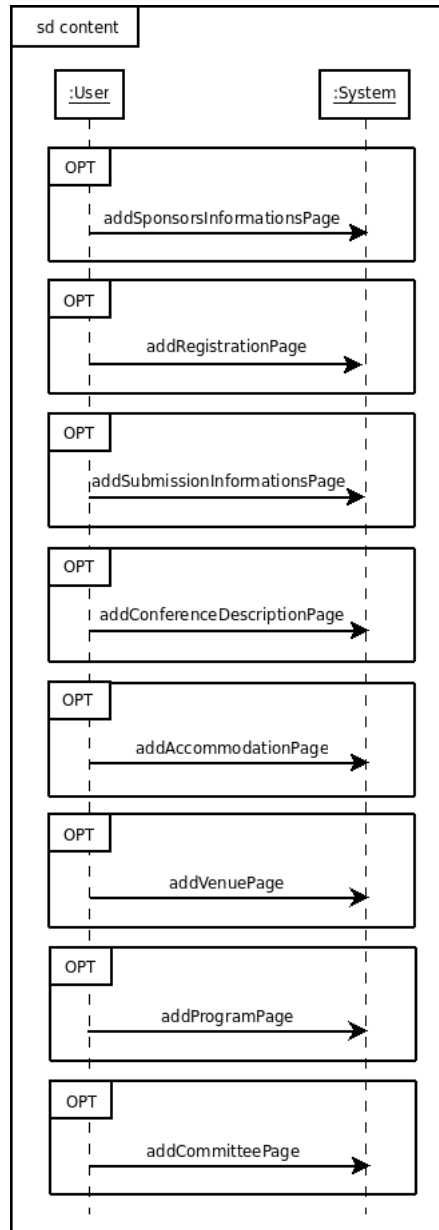 sd content
:User
:System
OPT
addSponsorsInformationsPage
OPT
addRegistrationPage
OPT
addSubmissionInformationsPage
OPT
addConferenceDescriptionPage
OPT
addAccommodationPage
OPT
addVenuePage
OPT
addProgramPage
OPT
addCommitteePage